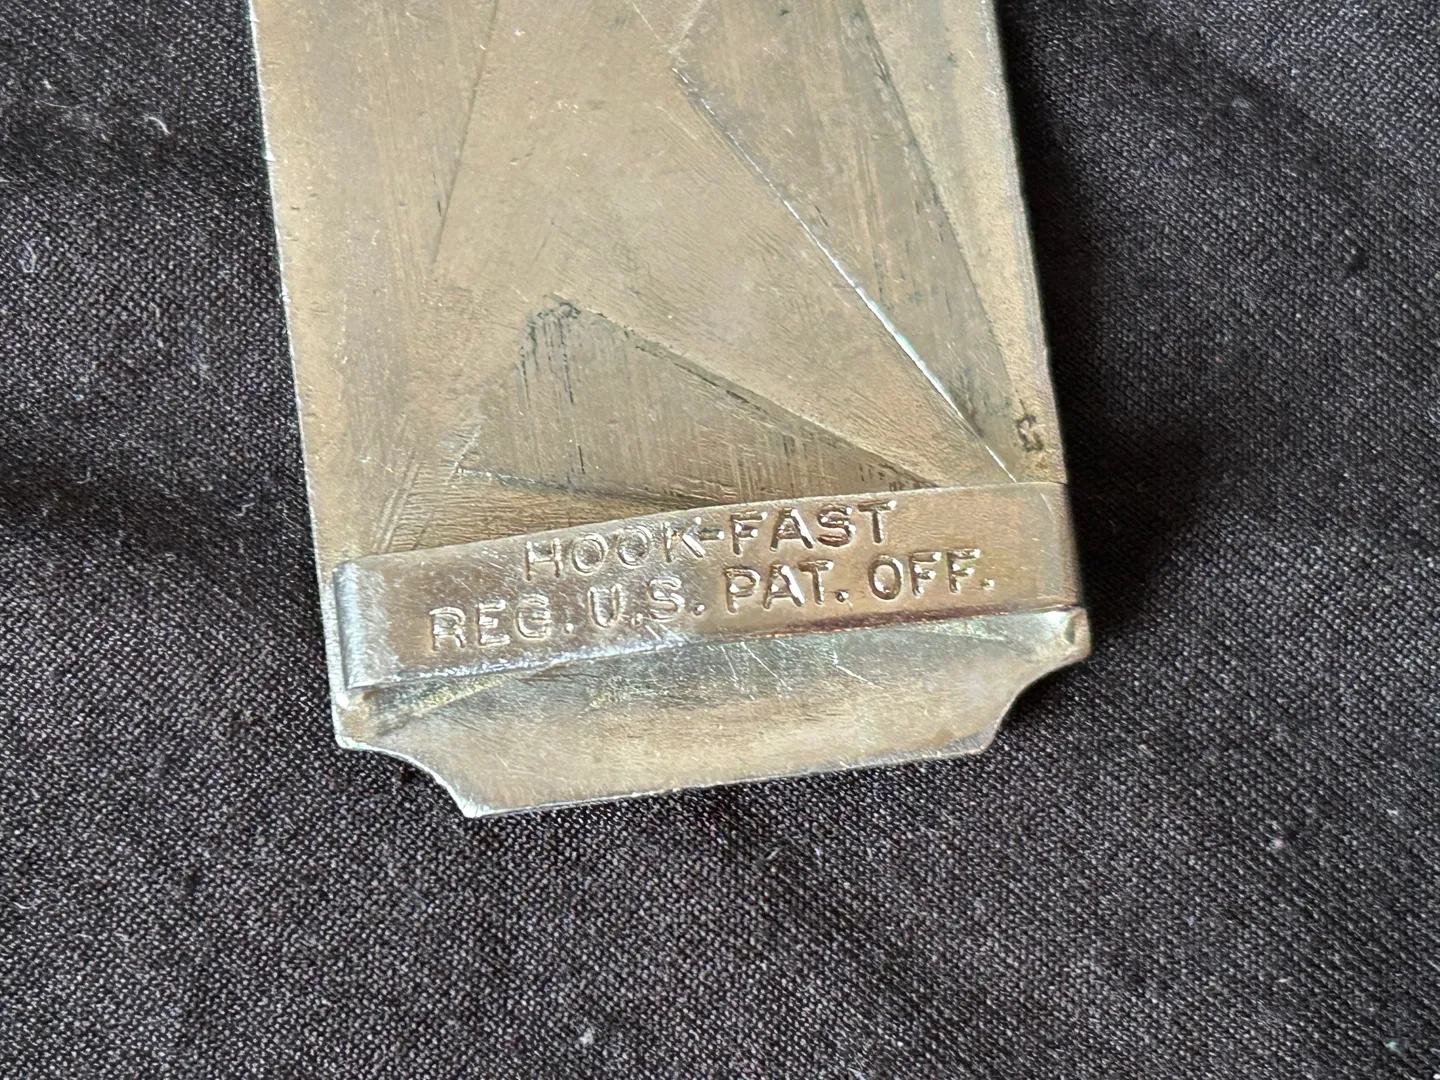 HOOK-FAST
REG. U.S. PAT. OFF.